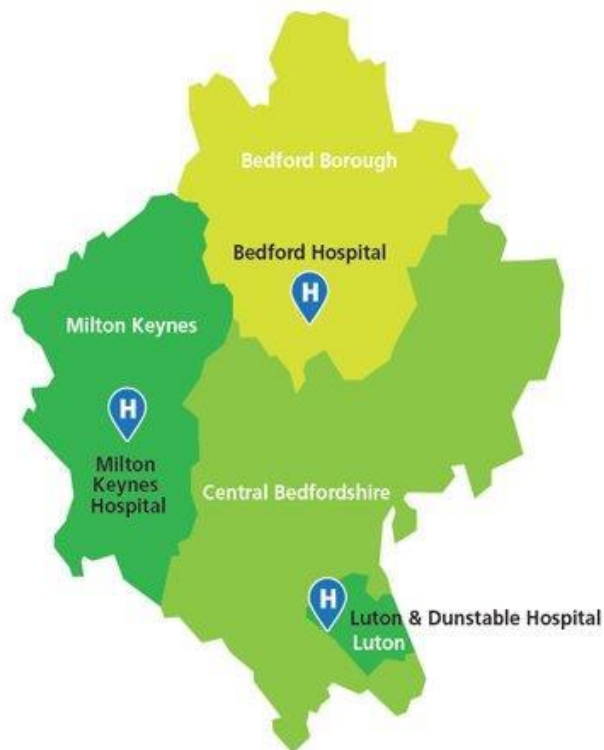 Bedford Borough
Bedford Hospital
H
Milton Keynes
H
Milton
Keynes
Hospital
Central Bedfordshire
H
Luton & Dunstable Hospital
Luton